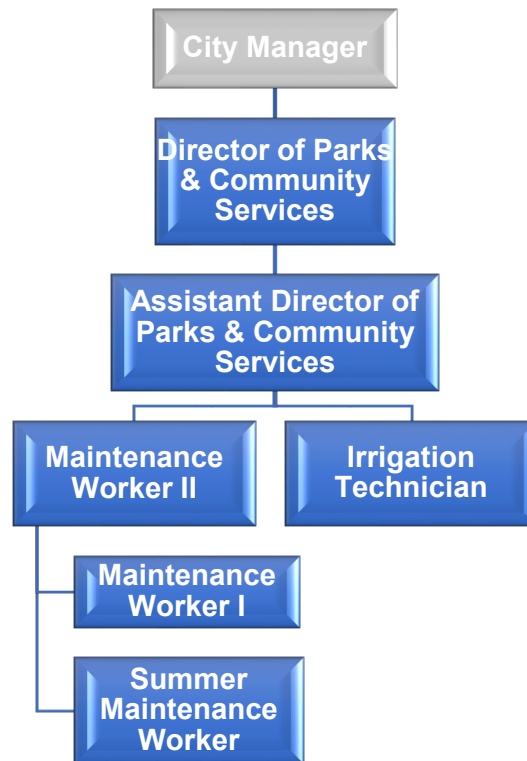 City Manager
Director of Parks
& Community
Services
Assistant Director of
Parks & Community
Services
Maintenance
Worker II
Irrigation
Technician
Maintenance
Worker I
Summer
Maintenance
Worker